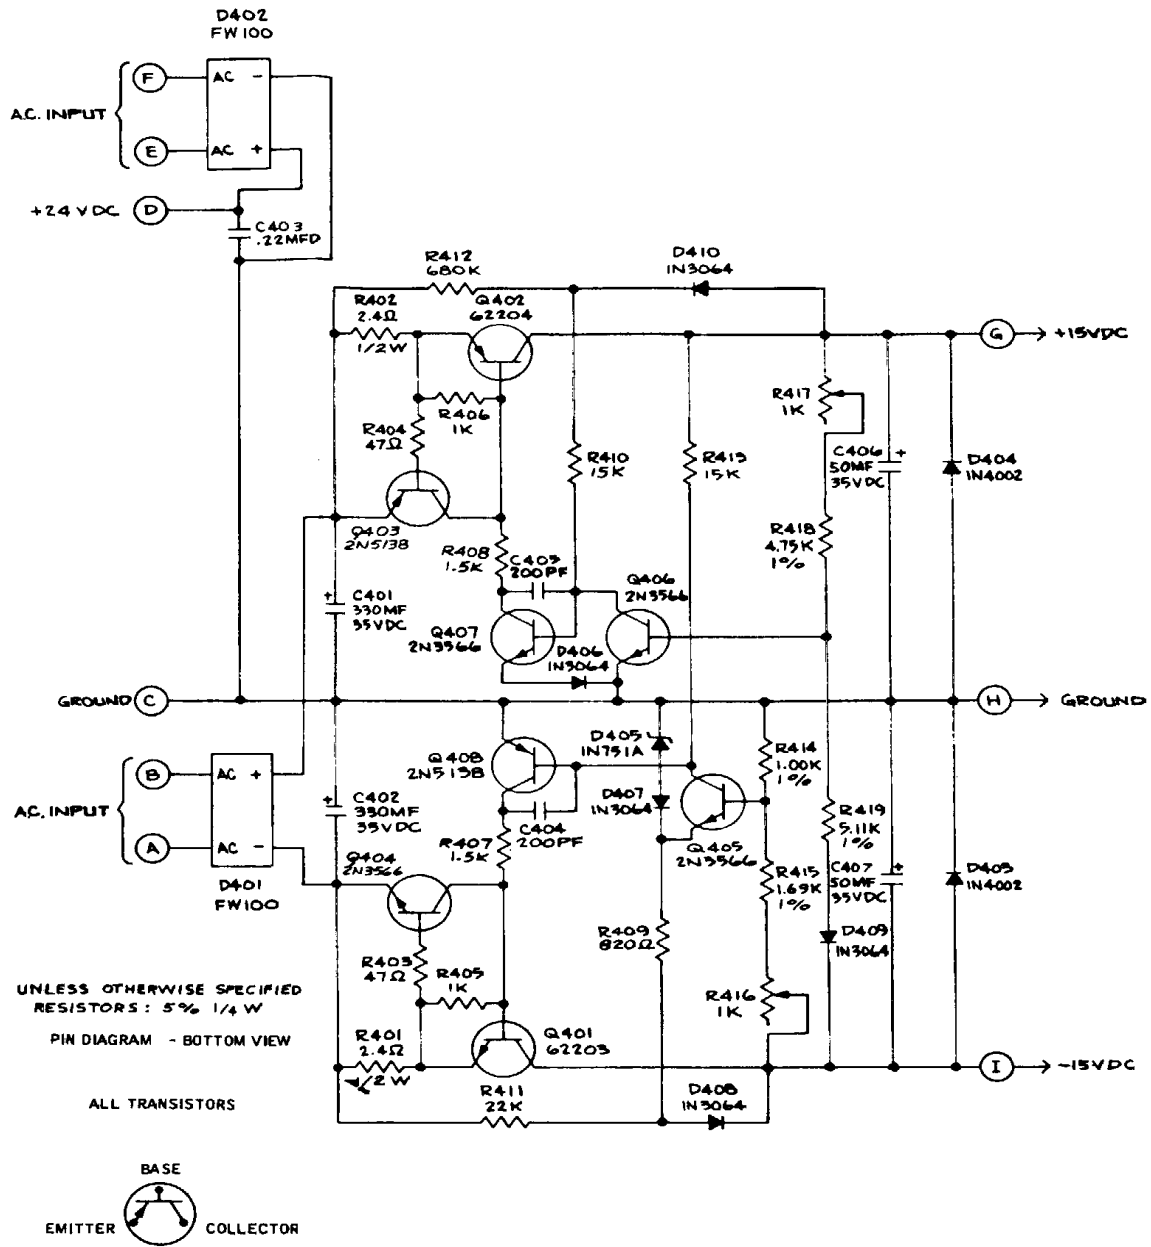 D402
FW100
F
AC -
A.C. INPUT
E
AC +
+24 VDC
D
C403
.22MFD
R412
680K
D410
IN3064
R402
2.4Ω
1/2W
Q402
62204
G
+15VDC
R406
1K
R417
1K
R404
47Ω
R410
15K
R413
15K
C406
50MF
35VDC
+
D404
IN4002
Q403
2N5138
R408
1.5K
C405
200PF
R418
4.75K
1%
+
C401
330MF
35VDC
Q406
2N3566
Q407
2N3566
D406
IN3064
GROUND
C
H
GROUND
B
AC +
A.C. INPUT
A
AC -
D401
FW100
Q408
2N5138
D405
IN751A
R414
1.00K
1%
D407
IN3064
+
C402
330MF
35VDC
C404
200PF
R407
1.5K
Q405
2N3566
R419
5.11K
1%
Q404
2N3566
R415
1.69K
1%
C407
50MF
35VDC
+
D403
IN4002
R409
820Ω
D409
IN3064
R403
47Ω
R405
1K
R416
1K
UNLESS OTHERWISE SPECIFIED
RESISTORS: 5% 1/4 W
PIN DIAGRAM - BOTTOM VIEW
R401
2.4Ω
1/2 W
Q401
62203
I
-15VDC
R411
22K
D408
IN3064
ALL TRANSISTORS
BASE
EMITTER
COLLECTOR